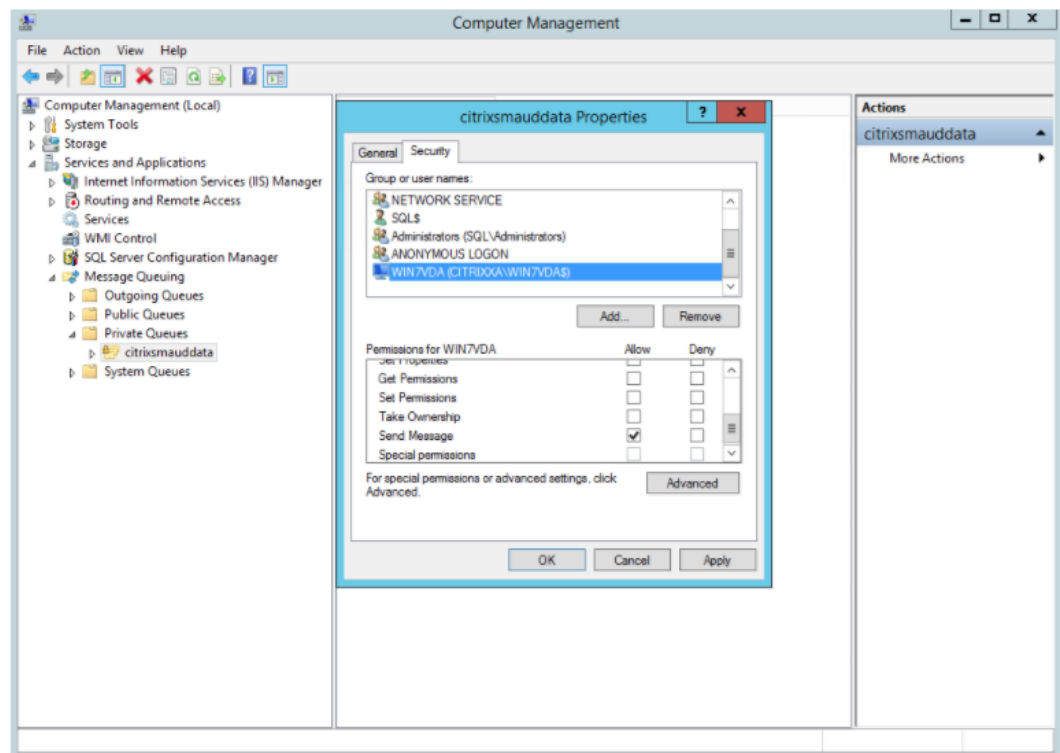 Computer Management
File Action View Help
Computer Management (Local)
System Tools
Storage
Services and Applications
Internet Information Services (IIS) Manager
Routing and Remote Access
Services
WMI Control
SQL Server Configuration Manager
Message Queuing
Outgoing Queues
Public Queues
Private Queues
citrixsmauddata
System Queues
citrixsmauddata Properties
? x
General Security
Group or user names:
NETWORK SERVICE
SQL$
Administrators (SQL\Administrators)
ANONYMOUS LOGON
WIN7VDA (CITRIXXA\WIN7VDA$)
Add... Remove
Permissions for WIN7VDA Allow Deny
Set Properties
Get Permissions
Set Permissions
Take Ownership
Send Message
Special permissions
For special permissions or advanced settings, click
Advanced.
Advanced
OK Cancel Apply
Actions
citrixsmauddata
More Actions